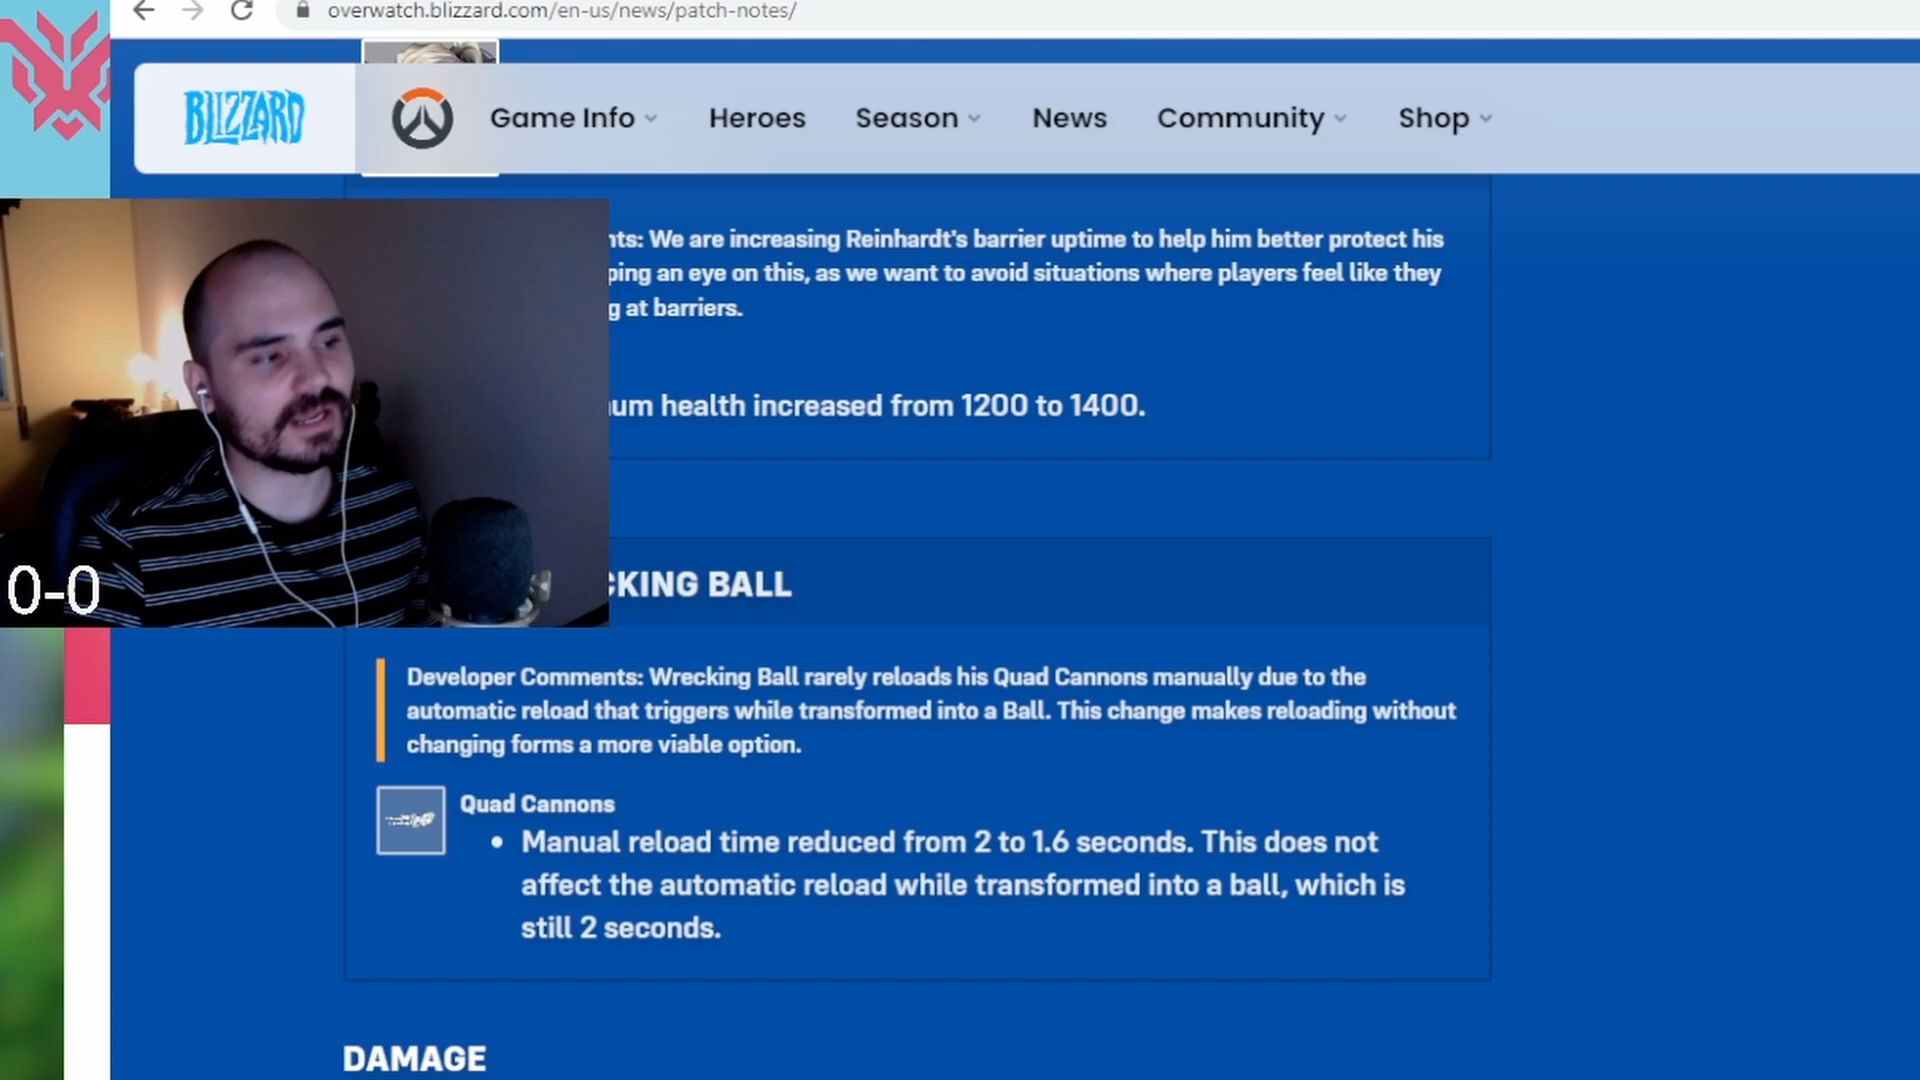 overwatch.blizzard.com/en-us/news/patch-notes/
BLIZZARD
Game Info
Heroes
Season
News
Community
Shop
We are increasing Reinhardt's barrier uptime to help him better protect his
an eye on this, as we want to avoid situations where players feel like they
at barriers.
health increased from 1200 to 1400.
0-0
CKING BALL
Developer Comments: Wrecking Ball rarely reloads his Quad Cannons manually due to the
automatic reload that triggers while transformed into a Ball. This change makes reloading without
changing forms a more viable option.
Quad Cannons
• Manual reload time reduced from 2 to 1.6 seconds. This does not
affect the automatic reload while transformed into a ball, which is
still 2 seconds.
DAMAGE